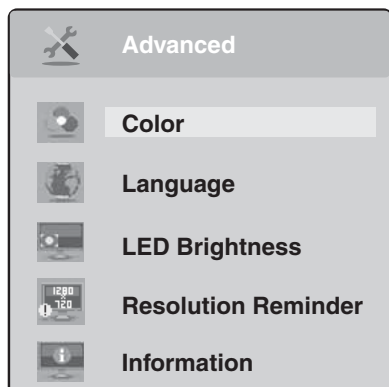 Advanced
Color
Language
LED Brightness
1280
x
720
Resolution Reminder
Information